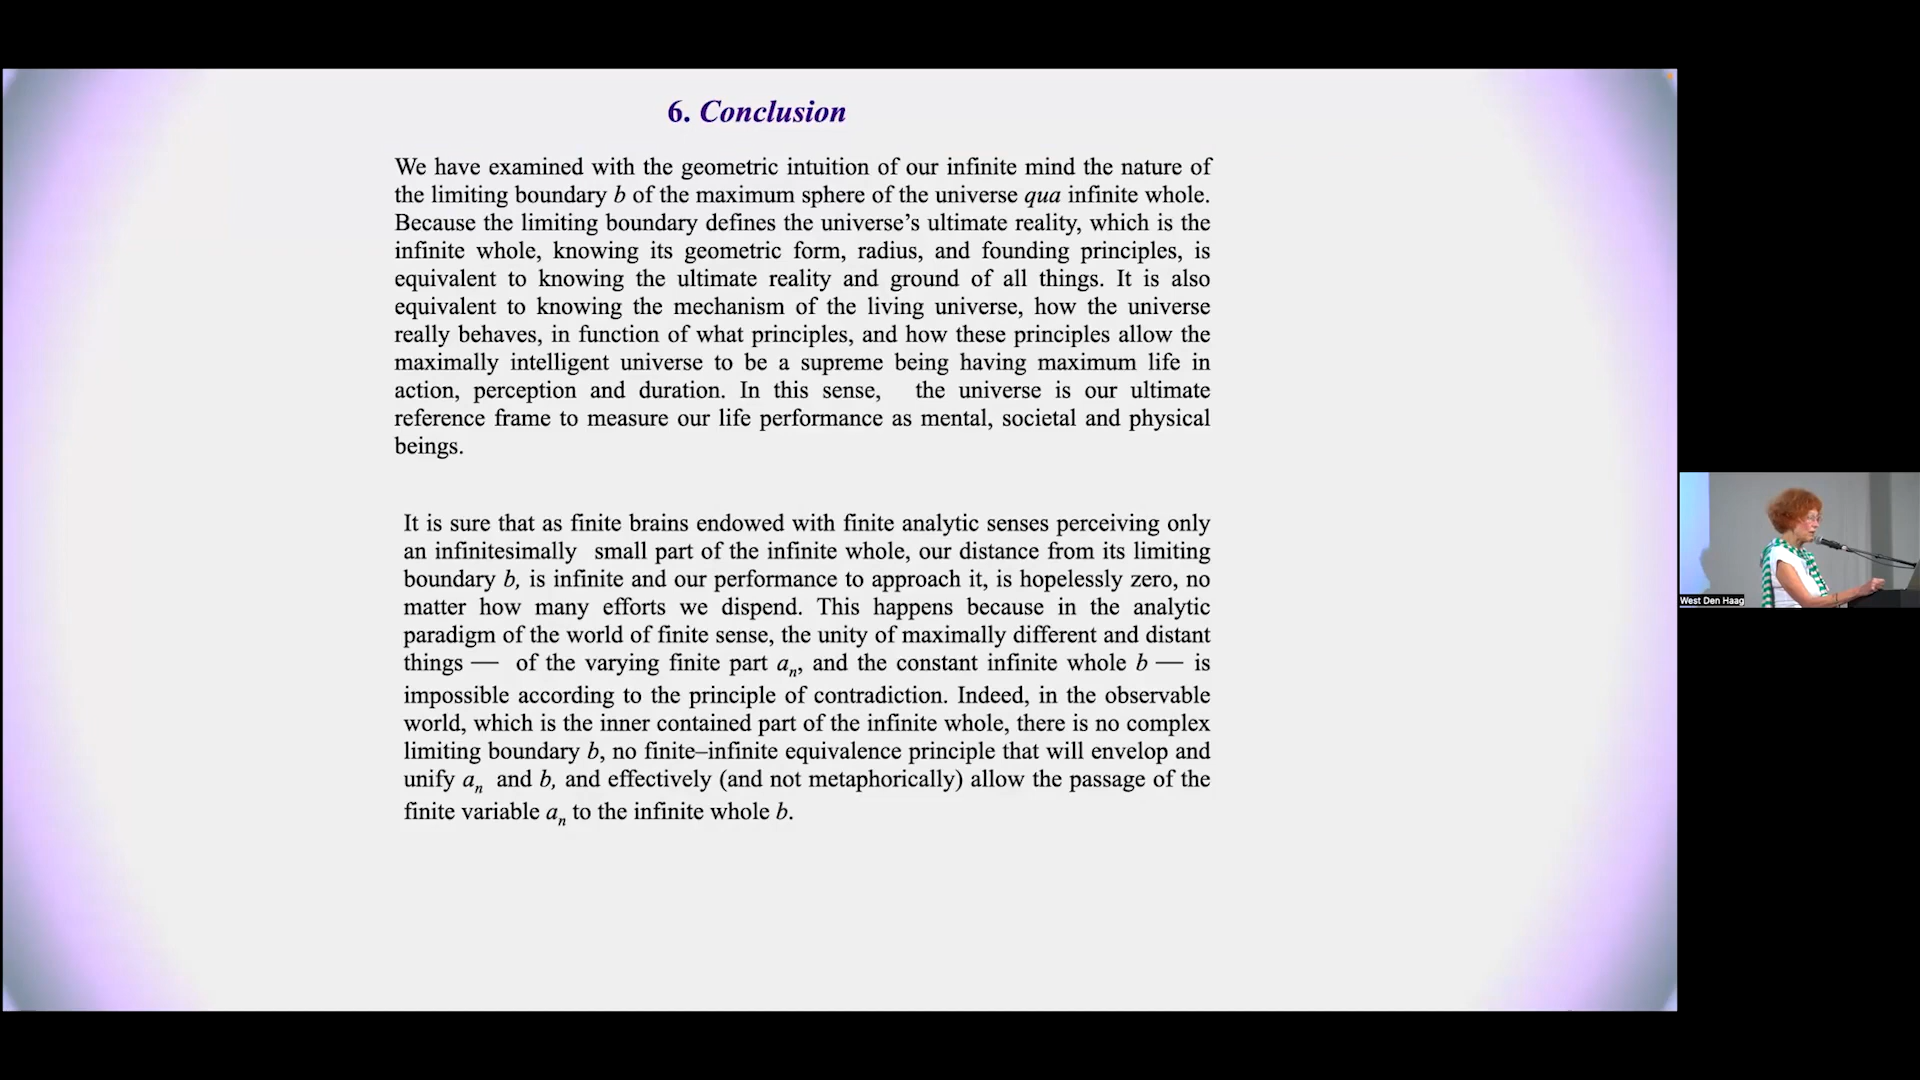 6. Conclusion
We have examined with the geometric intuition of our infinite mind the nature of
the limiting boundary b of the maximum sphere of the universe qua infinite whole.
Because the limiting boundary defines the universe’s ultimate reality, which is the
infinite whole, knowing its geometric form, radius, and founding principles, is
equivalent to knowing the ultimate reality and ground of all things. It is also
equivalent to knowing the mechanism of the living universe, how the universe
really behaves, in function of what principles, and how these principles allow the
maximally intelligent universe to be a supreme being having maximum life in
action, perception and duration. In this sense, the universe is our ultimate
reference frame to measure our life performance as mental, societal and physical
beings.
It is sure that as finite brains endowed with finite analytic senses perceiving only
an infinitesimally small part of the infinite whole, our distance from its limiting
boundary b, is infinite and our performance to approach it, is hopelessly zero, no
matter how many efforts we dispend. This happens because in the analytic
paradigm of the world of finite sense, the unity of maximally different and distant
things — of the varying finite part aₙ, and the constant infinite whole b — is
impossible according to the principle of contradiction. Indeed, in the observable
world, which is the inner contained part of the infinite whole, there is no complex
limiting boundary b, no finite–infinite equivalence principle that will envelop and
unify aₙ and b, and effectively (and not metaphorically) allow the passage of the
finite variable aₙ to the infinite whole b.
West Den Haag